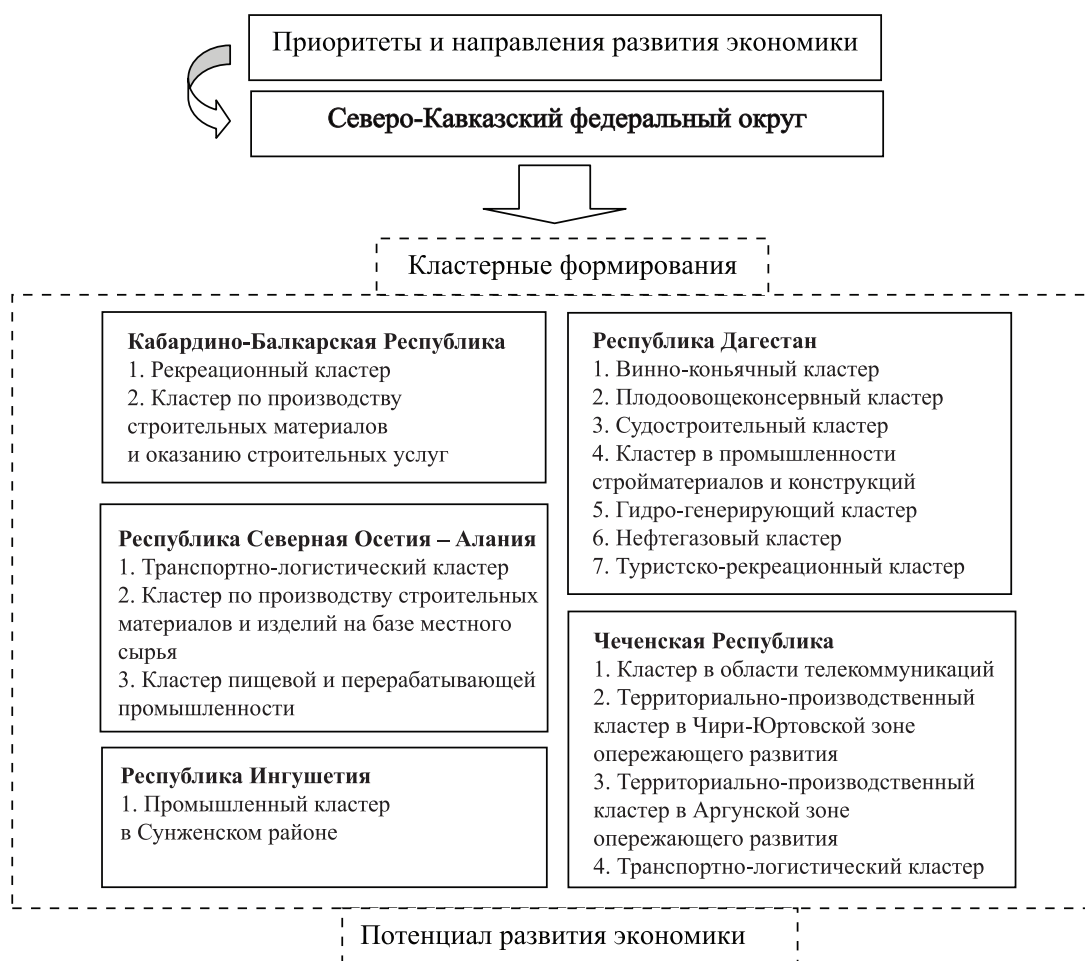 Приоритеты и направления развития экономики
Северо-Кавказский федеральный округ
Кластерные формирования
Кабардино-Балкарская Республика
1. Рекреационный кластер
2. Кластер по производству
строительных материалов
и оказанию строительных услуг
Республика Северная Осетия – Алания
1. Транспортно-логистический кластер
2. Кластер по производству строительных
материалов и изделий на базе местного
сырья
3. Кластер пищевой и перерабатывающей
промышленности
Республика Ингушетия
1. Промышленный кластер
в Сунженском районе
Республика Дагестан
1. Винно-коньячный кластер
2. Плодоовощеконсервный кластер
3. Судостроительный кластер
4. Кластер в промышленности
стройматериалов и конструкций
5. Гидро-генерирующий кластер
6. Нефтегазовый кластер
7. Туристско-рекреационный кластер
Чеченская Республика
1. Кластер в области телекоммуникаций
2. Территориально-производственный
кластер в Чири-Юртовской зоне
опережающего развития
3. Территориально-производственный
кластер в Аргунской зоне
опережающего развития
4. Транспортно-логистический кластер
Потенциал развития экономики